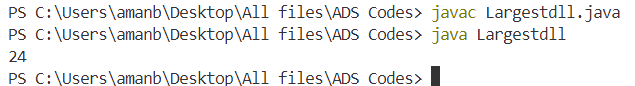 PS C:\Users\amanb\Desktop\All files\ADS Codes> javac Largestdll.java
PS C:\Users\amanb\Desktop\All files\ADS Codes> java Largestdll
24
PS C:\Users\amanb\Desktop\All files\ADS Codes>